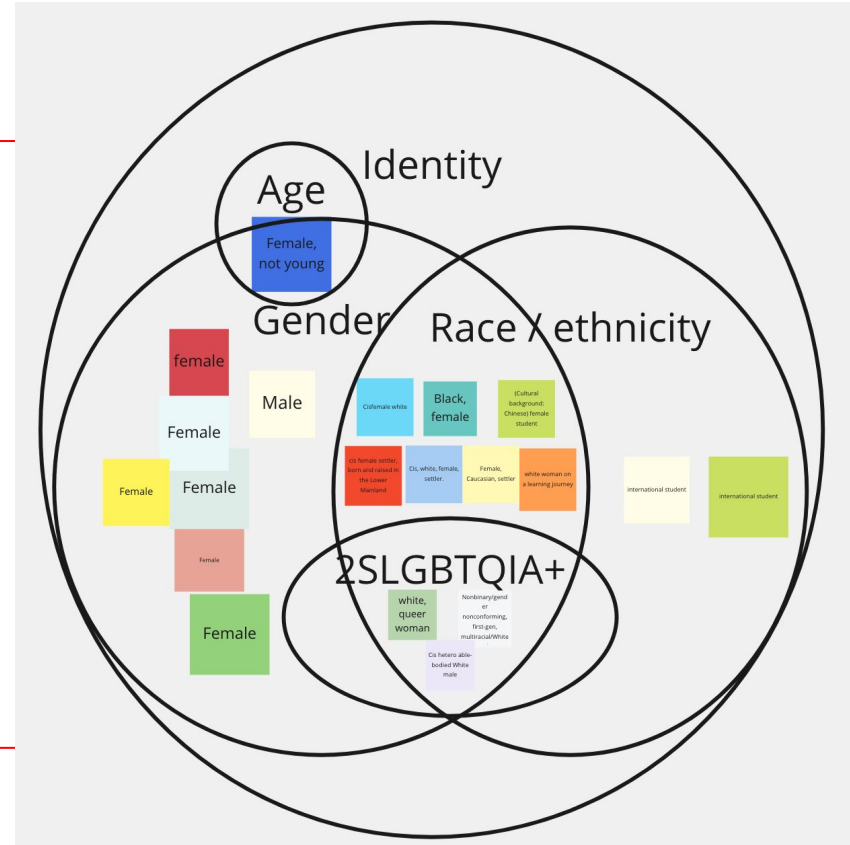 Identity
Age
Female,
not young
Gender
Race / ethnicity
female
Male
Female
Female
Female
Female
Female
Cisfemale white
Black,
female
(Cultural
background:
Chinese) female
student
cis female settler,
born and raised in
the Lower
Mainland
Cis, white, female,
settler.
Female,
Caucasian, settler
white woman on
a learning journey
international student
international student
2SLGBTQIA+
white,
queer
woman
Nonbinary/gend
er
nonconforming,
first-gen,
multiracial/White
Cis hetero able-
bodied White
male